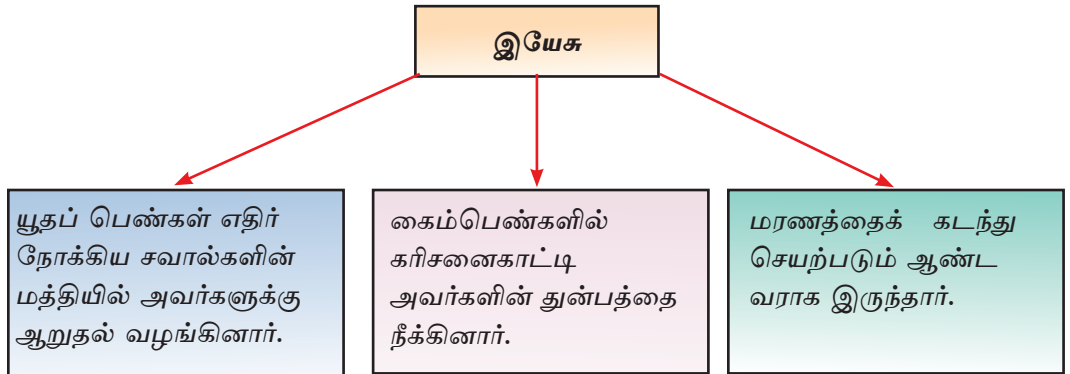 இயேசு
யூதப் பெண்கள் எதிர்
நோக்கிய சவால்களின்
மத்தியில் அவர்களுக்கு
ஆறுதல் வழங்கினார்.
கைம்பெண்களில்
கரிசனைகாட்டி
அவர்களின் துன்பத்தை
நீக்கினார்.
மரணத்தைக் கடந்து
செயற்படும் ஆண்ட
வராக இருந்தார்.